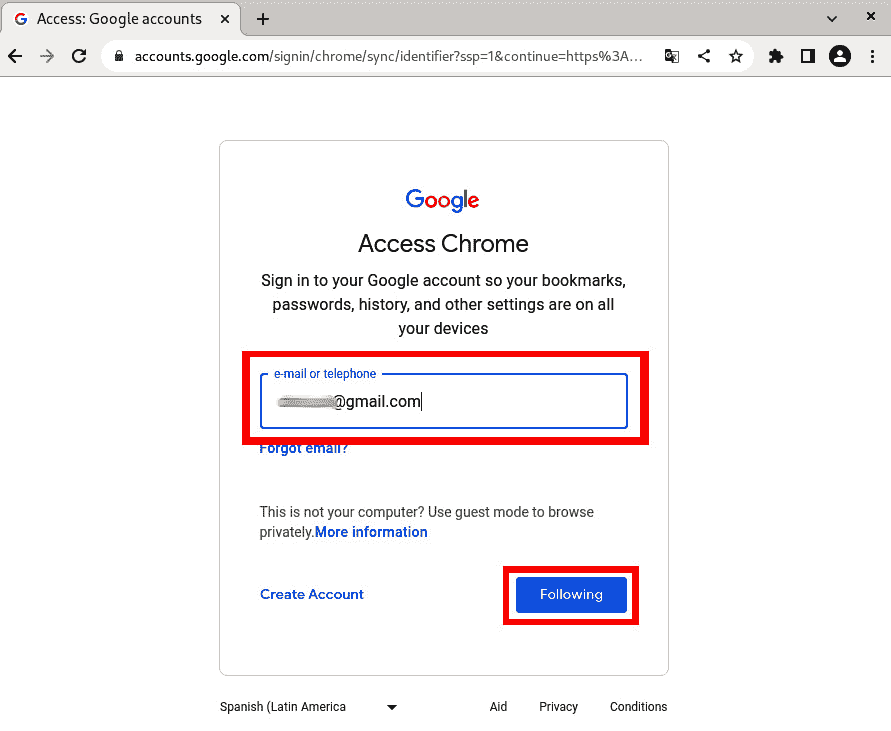 Access: Google accounts
accounts.google.com/signin/chrome/sync/identifier?ssp=1&continue=https%3A...
Google
Access Chrome
Sign in to your Google account so your bookmarks,
passwords, history, and other settings are on all
your devices
e-mail or telephone
@gmail.com
Forgot email?
This is not your computer? Use guest mode to browse
privately.More information
Create Account
Following
Spanish (Latin America
Aid
Privacy
Conditions